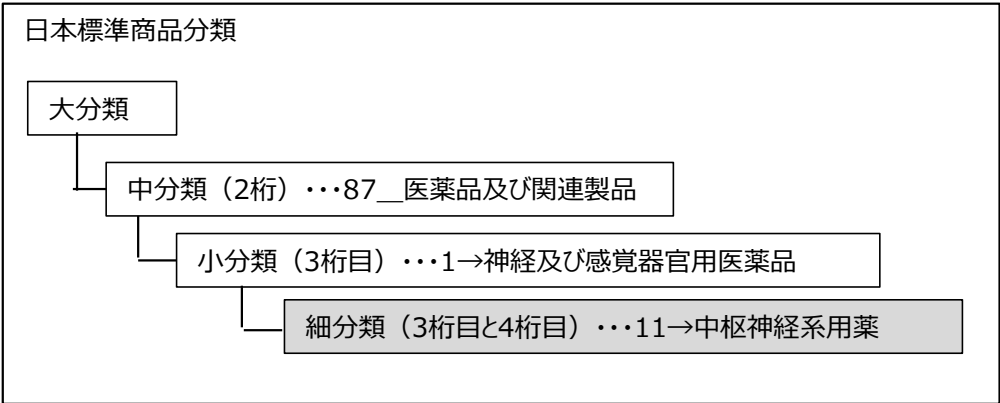 日本標準商品分類
大分類
中分類（2桁）・・・87__医薬品及び関連製品
小分類（3桁目）・・・1→神経及び感覚器官用医薬品
細分類（3桁目と4桁目）・・・11→中枢神経系用薬